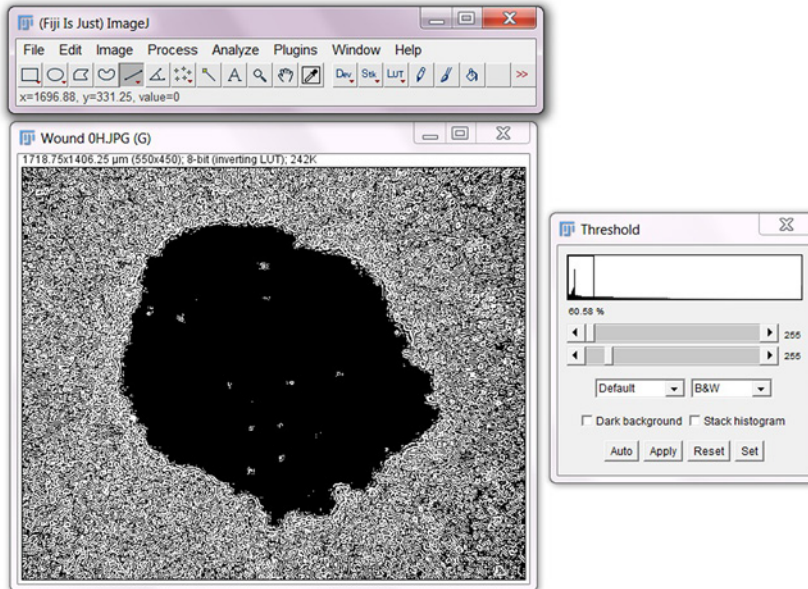 (Fiji Is Just) ImageJ
File Edit Image Process Analyze Plugins Window Help
A Dev Stk LUT >>
x=1696.88, y=331.25, value=0
Wound 0H.JPG (G)
1718.75x1406.25 µm (550x450); 8-bit (inverting LUT); 242K
Threshold
60.58 %
255
255
Default B&W
Dark background Stack histogram
Auto Apply Reset Set